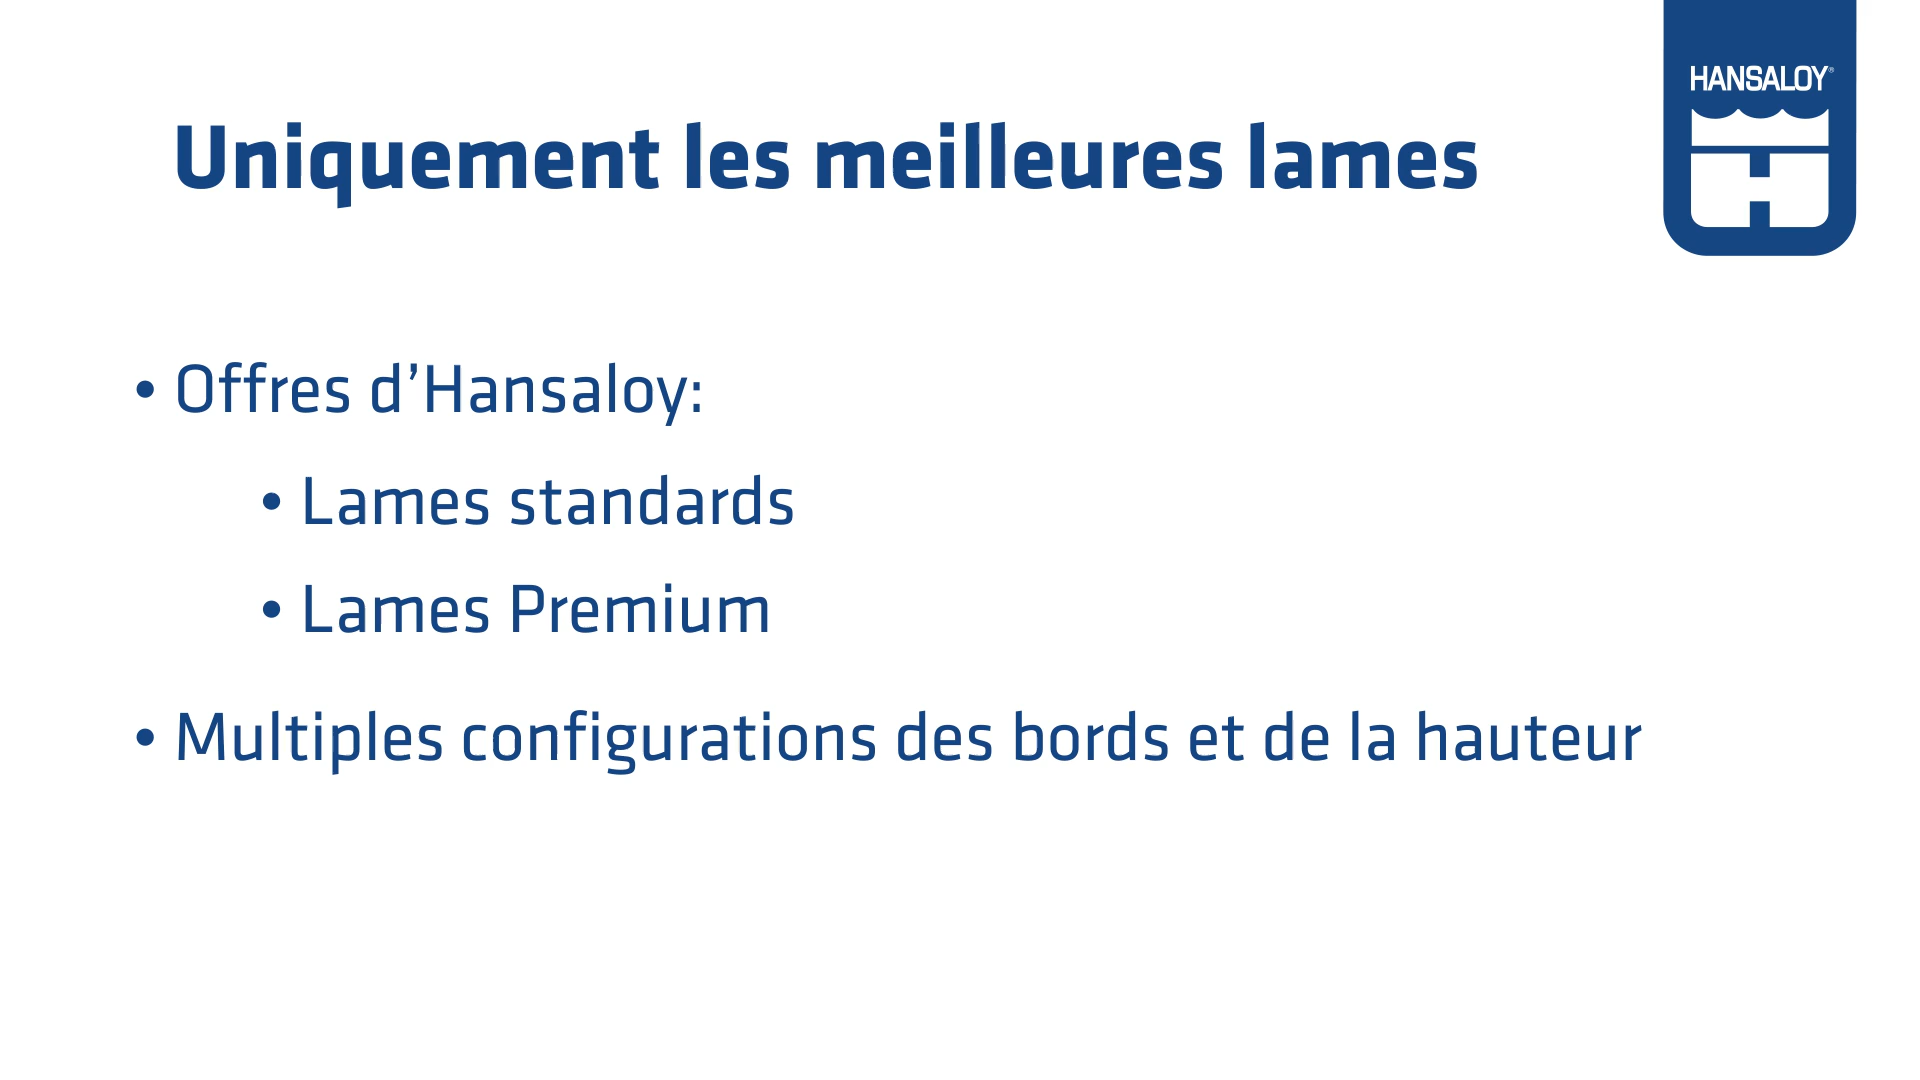 HANSALOY®
Uniquement les meilleures lames
• Offres d’Hansaloy:
• Lames standards
• Lames Premium
• Multiples configurations des bords et de la hauteur